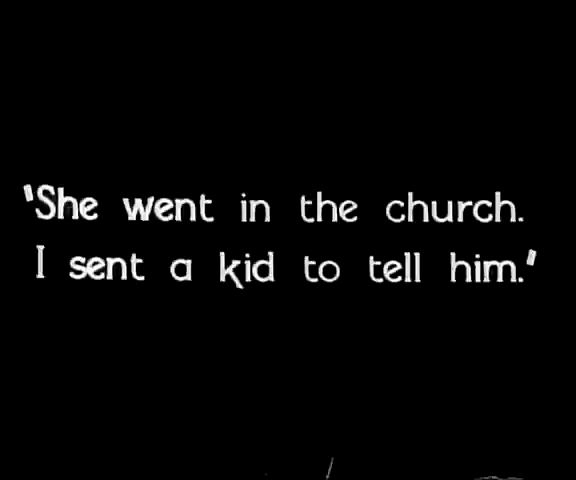 'She went in the church.
I sent a kid to tell him.'